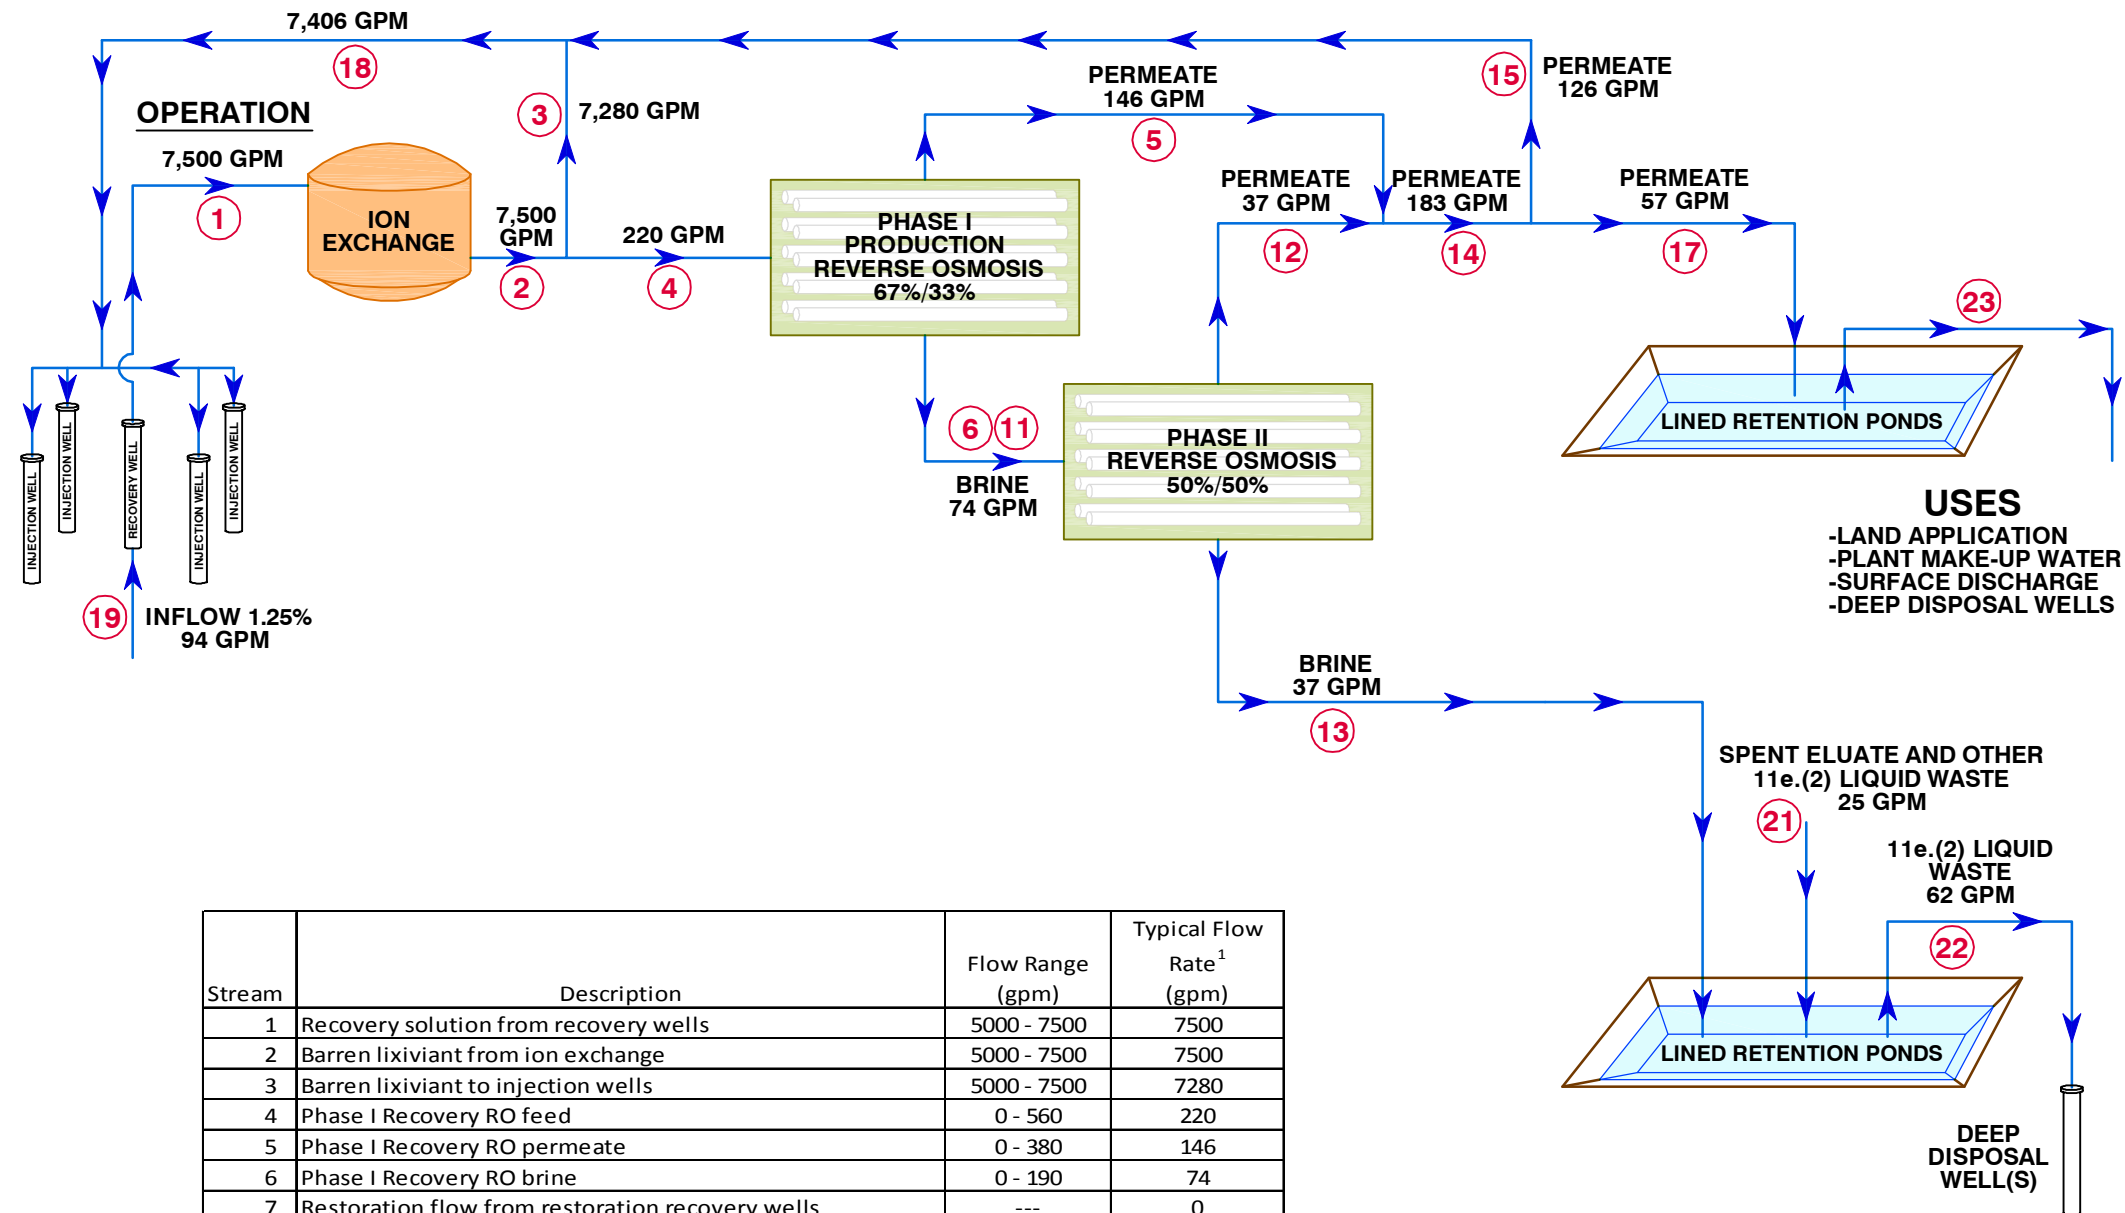 7,406 GPM
18
OPERATION
7,500 GPM
1
ION
EXCHANGE
7,500
GPM
2
3
7,280 GPM
220 GPM
4
PERMEATE
146 GPM
5
PHASE I
PRODUCTION
REVERSE OSMOSIS
67%/33%
15
PERMEATE
126 GPM
PERMEATE
37 GPM
12
PERMEATE
183 GPM
14
PERMEATE
57 GPM
17
23
LINED RETENTION PONDS
6
11
BRINE
74 GPM
PHASE II
REVERSE OSMOSIS
50%/50%
INJECTION WELL
INJECTION WELL
RECOVERY WELL
INJECTION WELL
INJECTION WELL
19
INFLOW 1.25%
94 GPM
USES
-LAND APPLICATION
-PLANT MAKE-UP WATER
-SURFACE DISCHARGE
-DEEP DISPOSAL WELLS
BRINE
37 GPM
13
SPENT ELUATE AND OTHER
11e.(2) LIQUID WASTE
25 GPM
21
11e.(2) LIQUID
WASTE
62 GPM
22
LINED RETENTION PONDS
DEEP
DISPOSAL
WELL(S)
Stream Description Flow Range (gpm) Typical Flow Rate1 (gpm)
1 Recovery solution from recovery wells 5000 - 7500 7500
2 Barren lixiviant from ion exchange 5000 - 7500 7500
3 Barren lixiviant to injection wells 5000 - 7500 7280
4 Phase I Recovery RO feed 0 - 560 220
5 Phase I Recovery RO permeate 0 - 380 146
6 Phase I Recovery RO brine 0 - 190 74
7 Restoration flow from restoration recovery wells --- 0